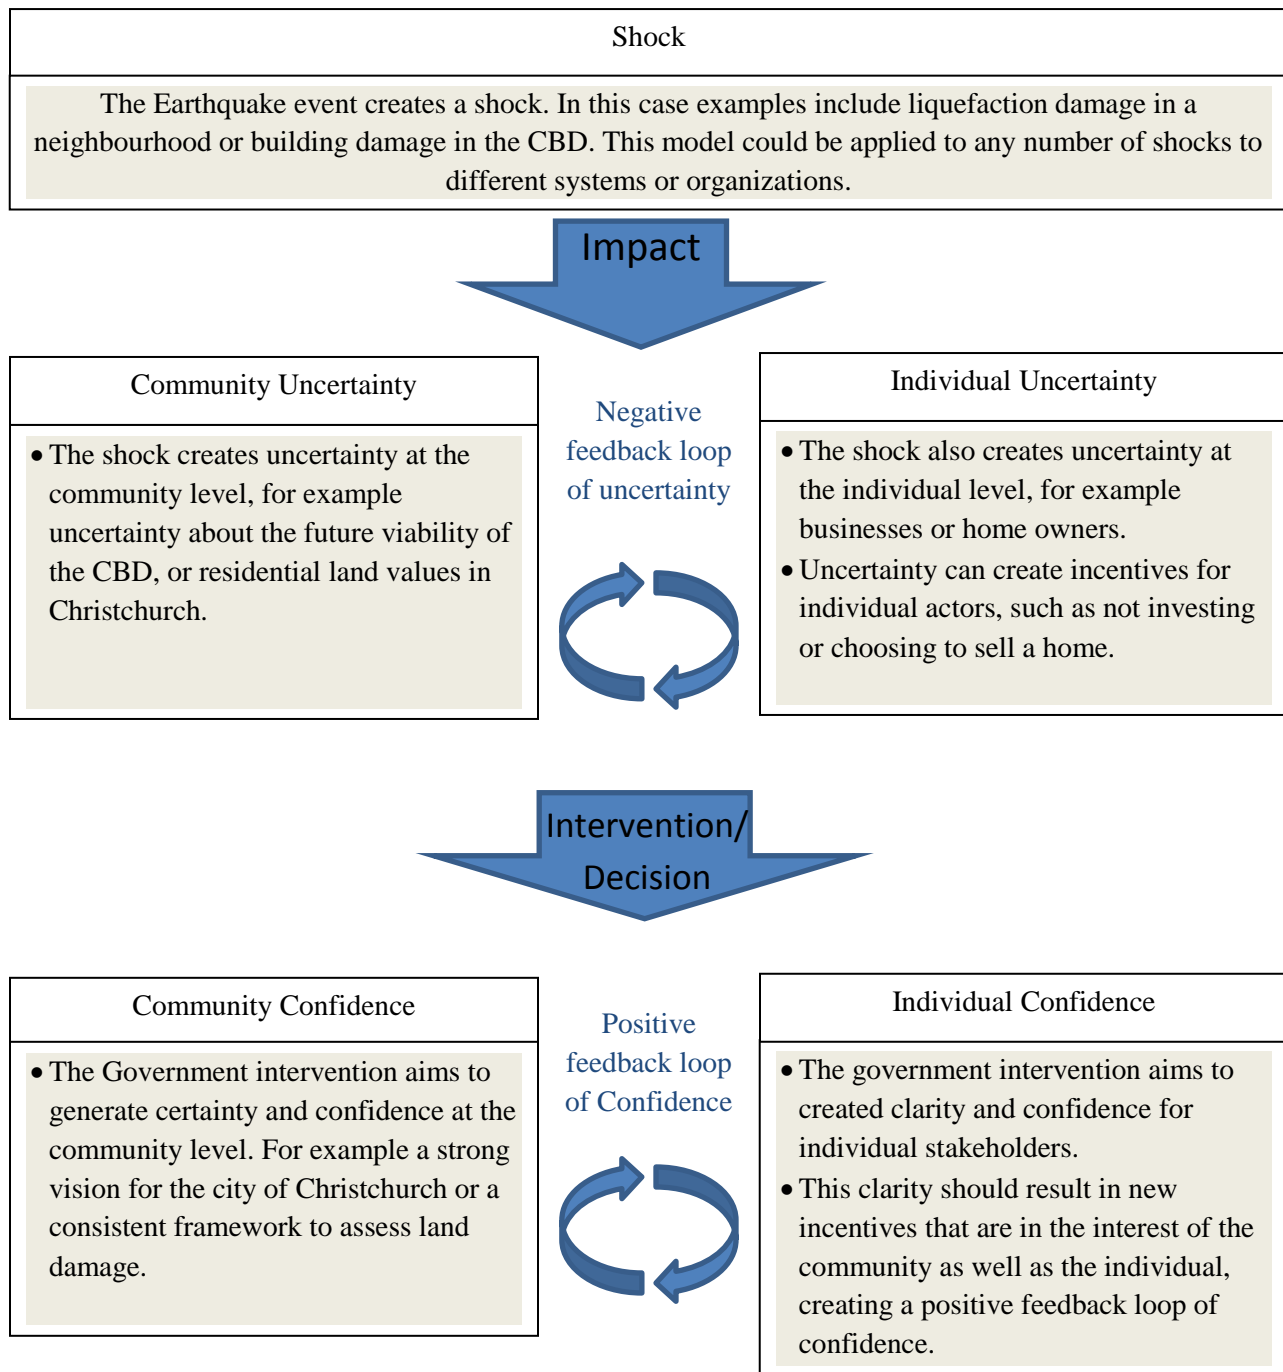 Shock
The Earthquake event creates a shock. In this case examples include liquefaction damage in a
neighbourhood or building damage in the CBD. This model could be applied to any number of shocks to
different systems or organizations.
Impact
Community Uncertainty
• The shock creates uncertainty at the
community level, for example
uncertainty about the future viability of
the CBD, or residential land values in
Christchurch.
Negative
feedback loop
of uncertainty
Individual Uncertainty
• The shock also creates uncertainty at
the individual level, for example
businesses or home owners.
• Uncertainty can create incentives for
individual actors, such as not investing
or choosing to sell a home.
Intervention/
Decision
Community Confidence
• The Government intervention aims to
generate certainty and confidence at the
community level. For example a strong
vision for the city of Christchurch or a
consistent framework to assess land
damage.
Positive
feedback loop
of Confidence
Individual Confidence
• The government intervention aims to
created clarity and confidence for
individual stakeholders.
• This clarity should result in new
incentives that are in the interest of the
community as well as the individual,
creating a positive feedback loop of
confidence.